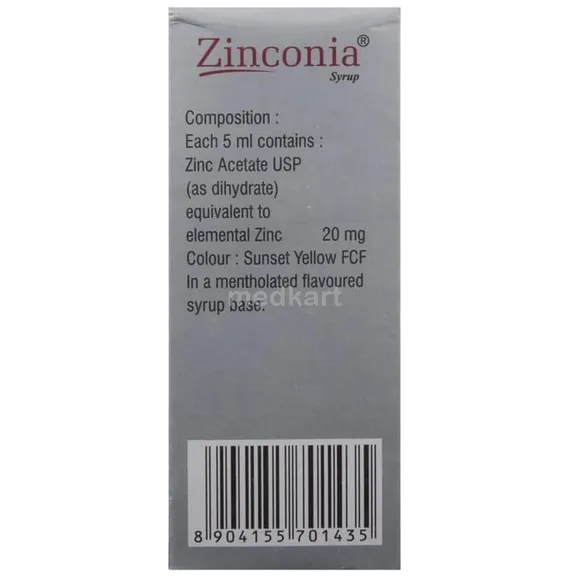 Zinconia®
Syrup
Composition :
Each 5 ml contains :
Zinc Acetate USP
(as dihydrate)
equivalent to
elemental Zinc 20 mg
Colour : Sunset Yellow FCF
In a mentholated flavoured
medkart
syrup base.
8 904155 701435